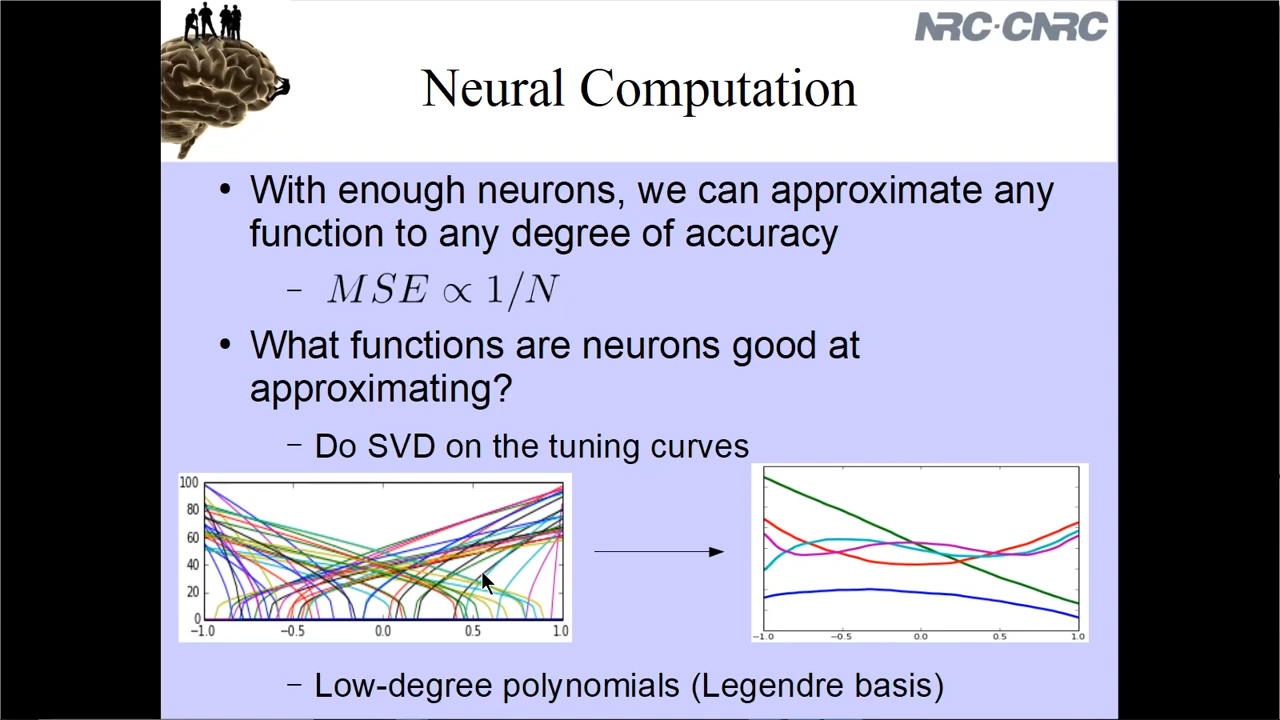 NRC·CNRC
Neural Computation
• With enough neurons, we can approximate any
function to any degree of accuracy
– MSE ∝ 1/N
• What functions are neurons good at
approximating?
– Do SVD on the tuning curves
100
80
60
40
20
0
-1.0 -0.5 0.0 0.5 1.0
-1.0 -0.5 0.0 0.5 1.0
– Low-degree polynomials (Legendre basis)